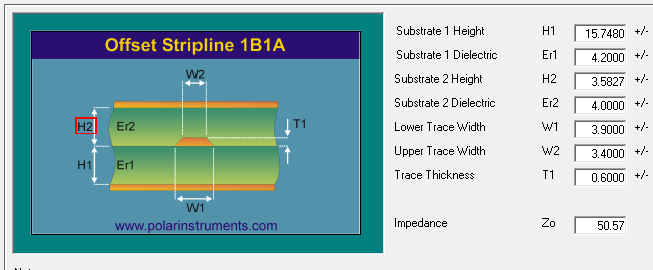 Offset Stripline 1B1A
W2
H2
Er2
T1
H1
Er1
W1
www.polarinstruments.com
Substrate 1 Height H1 15.7480 +/-
Substrate 1 Dielectric Er1 4.2000 +/-
Substrate 2 Height H2 3.5827 +/-
Substrate 2 Dielectric Er2 4.0000 +/-
Lower Trace Width W1 3.9000 +/-
Upper Trace Width W2 3.4000 +/-
Trace Thickness T1 0.6000 +/-
Impedance Zo 50.57